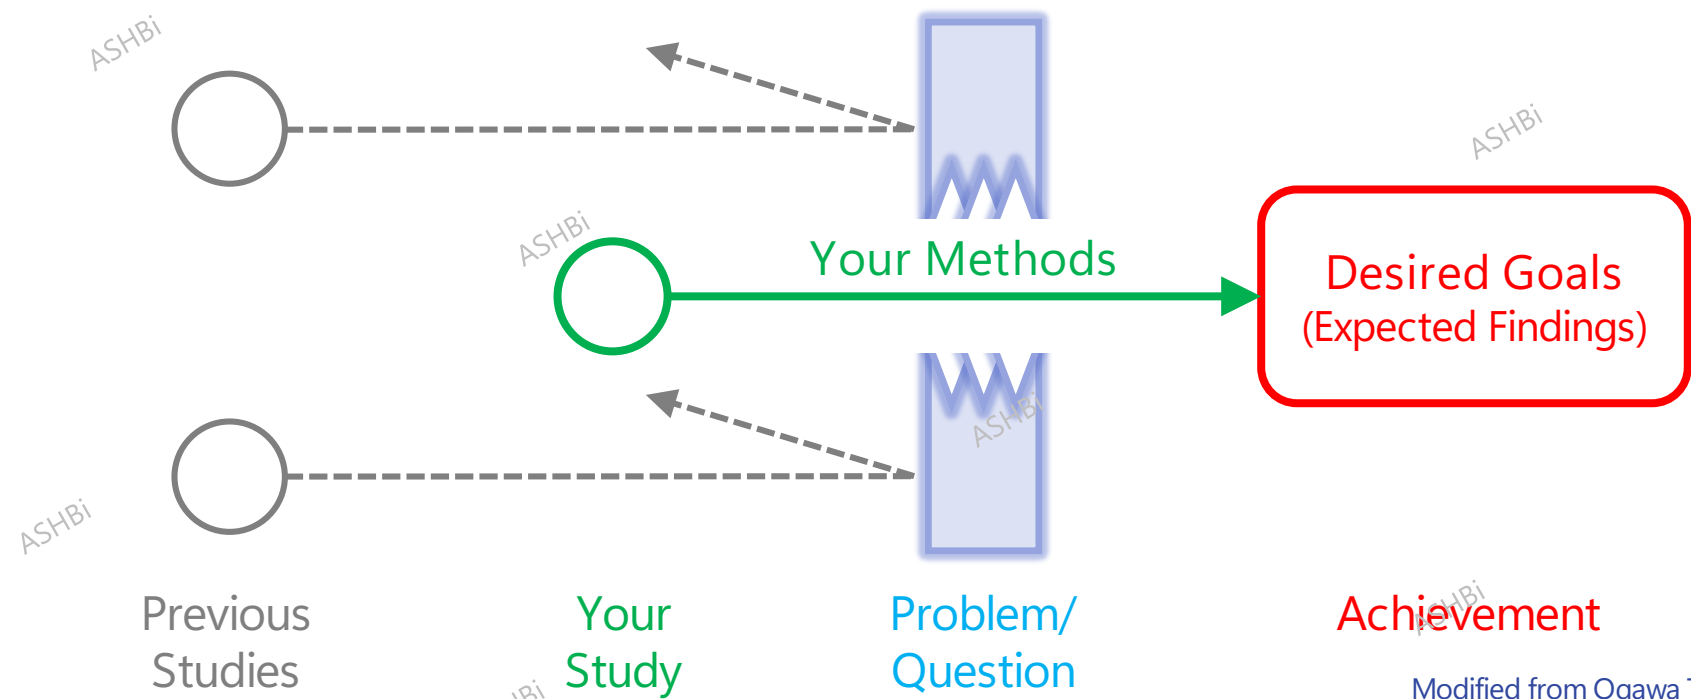 ASHBi
ASHBi
ASHBi
Your Methods
Desired Goals
(Expected Findings)
ASHBi
ASHBi
Previous
Studies
Your
Study
Problem/
Question
Achievement
ASHBi
Modified from Ogawa